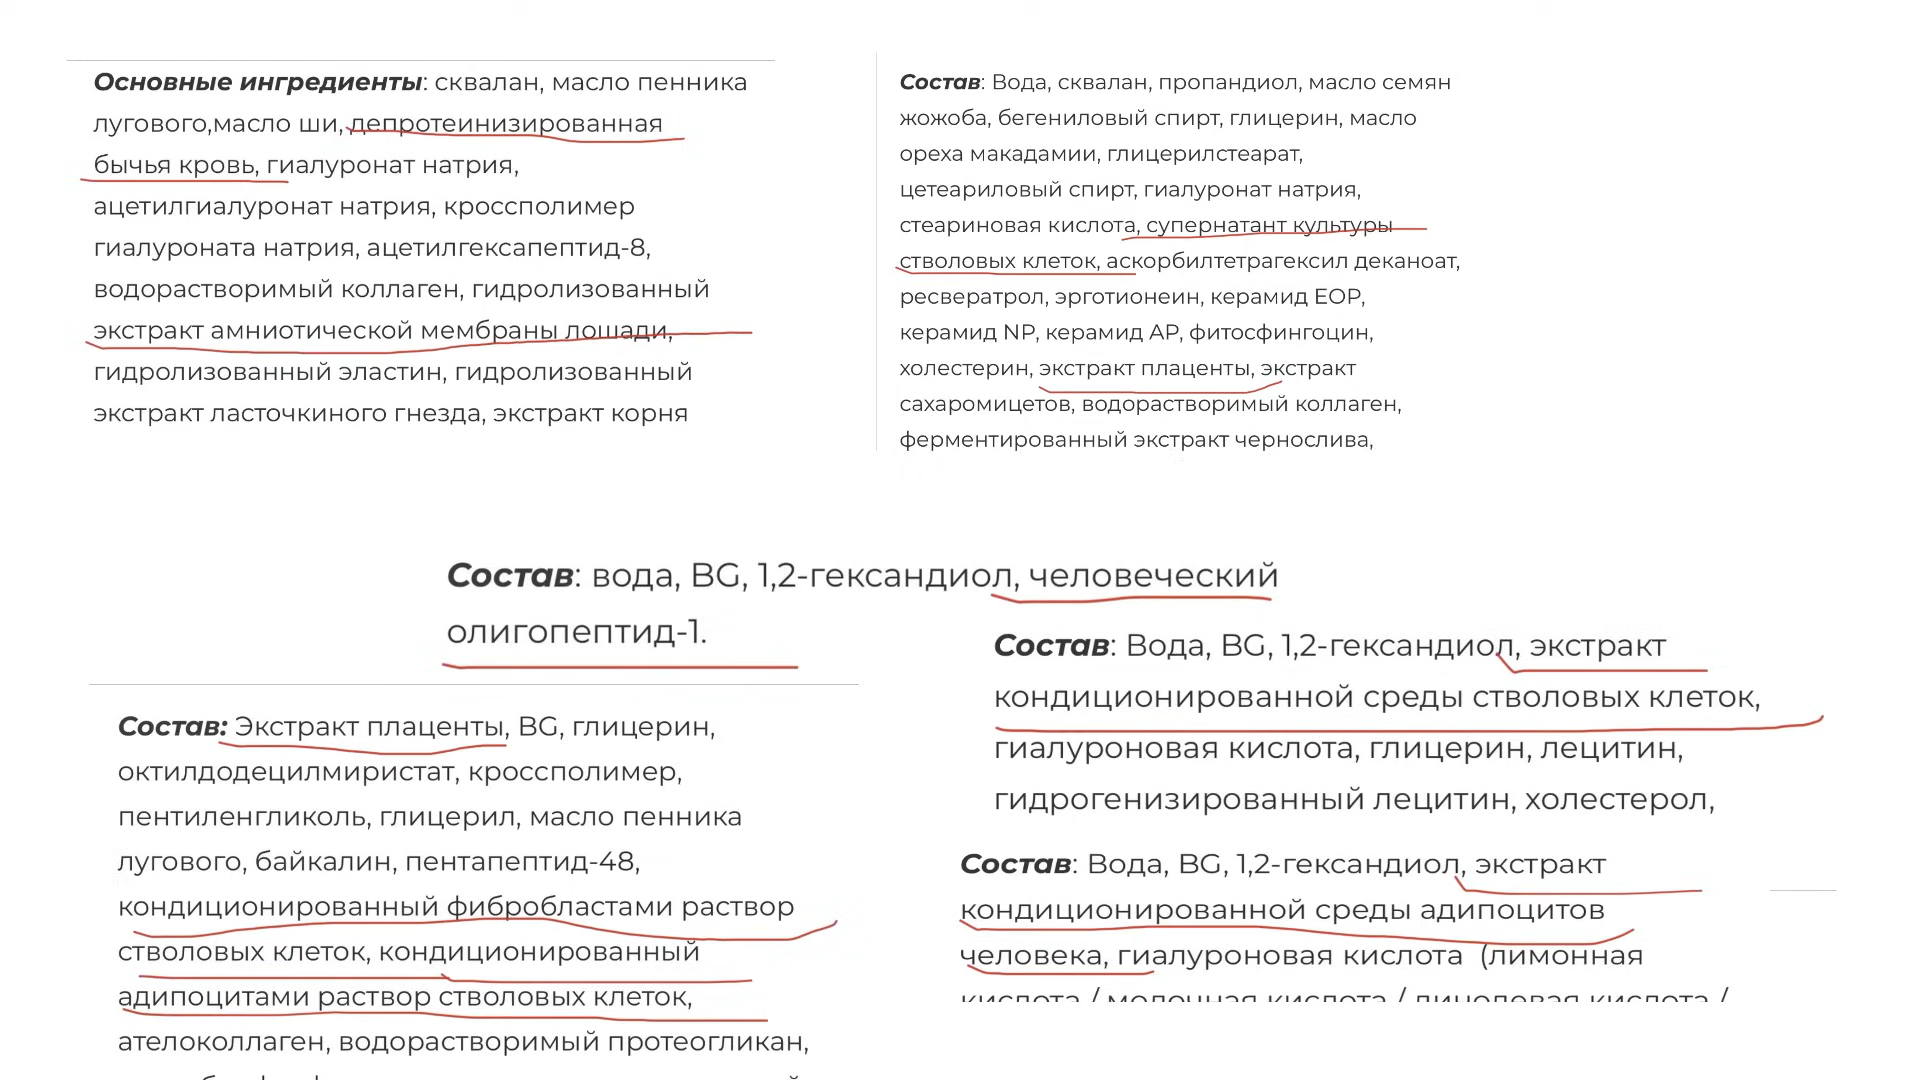 Основные ингредиенты: сквалан, масло пенника
лугового,масло ши, депротеинизированная
бычья кровь, гиалуронат натрия,
ацетилгиалуронат натрия, кроссполимер
гиалуроната натрия, ацетилгексапептид-8,
водорастворимый коллаген, гидролизованный
экстракт амниотической мембраны лошади,
гидролизованный эластин, гидролизованный
экстракт ласточкиного гнезда, экстракт корня
Состав: Вода, сквалан, пропандиол, масло семян
жожоба, бегениловый спирт, глицерин, масло
ореха макадамии, глицерилстеарат,
цетеариловый спирт, гиалуронат натрия,
стеариновая кислота, супернатант культуры
стволовых клеток, аскорбилтетрагексил деканоат,
ресвератрол, эрготионеин, керамид EOP,
керамид NP, керамид AP, фитосфингоцин,
холестерин, экстракт плаценты, экстракт
сахаромицетов, водорастворимый коллаген,
ферментированный экстракт чернослива,
Состав: вода, BG, 1,2-гександиол, человеческий
олигопептид-1.
Состав: Экстракт плаценты, BG, глицерин,
октилдодецилмиристат, кроссполимер,
пентиленгликоль, глицерил, масло пенника
лугового, байкалин, пентапептид-48,
кондиционированный фибробластами раствор
стволовых клеток, кондиционированный
адипоцитами раствор стволовых клеток,
ателоколлаген, водорастворимый протеогликан,
Состав: Вода, BG, 1,2-гександиол, экстракт
кондиционированной среды стволовых клеток,
гиалуроновая кислота, глицерин, лецитин,
гидрогенизированный лецитин, холестерол,
Состав: Вода, BG, 1,2-гександиол, экстракт
кондиционированной среды адипоцитов
человека, гиалуроновая кислота (лимонная
кислота / молочная кислота / линолевая кислота /